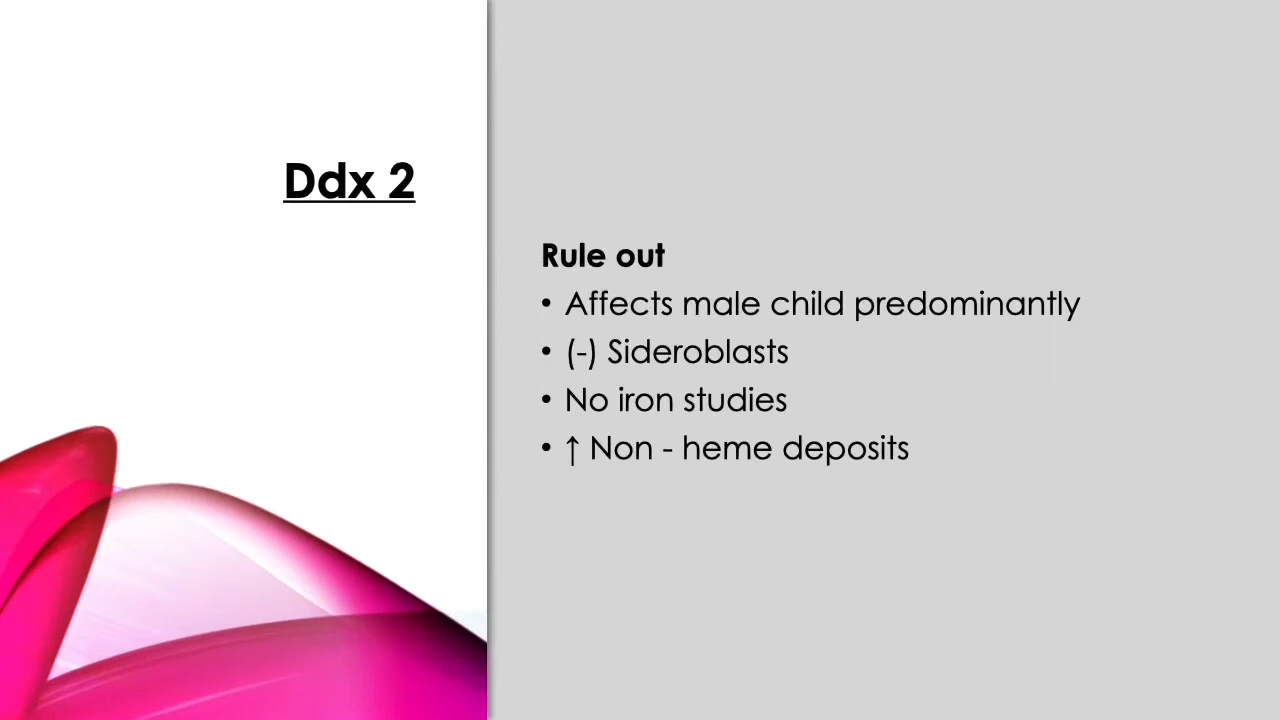 Ddx 2
Rule out
• Affects male child predominantly
• (-) Sideroblasts
• No iron studies
• ↑ Non - heme deposits